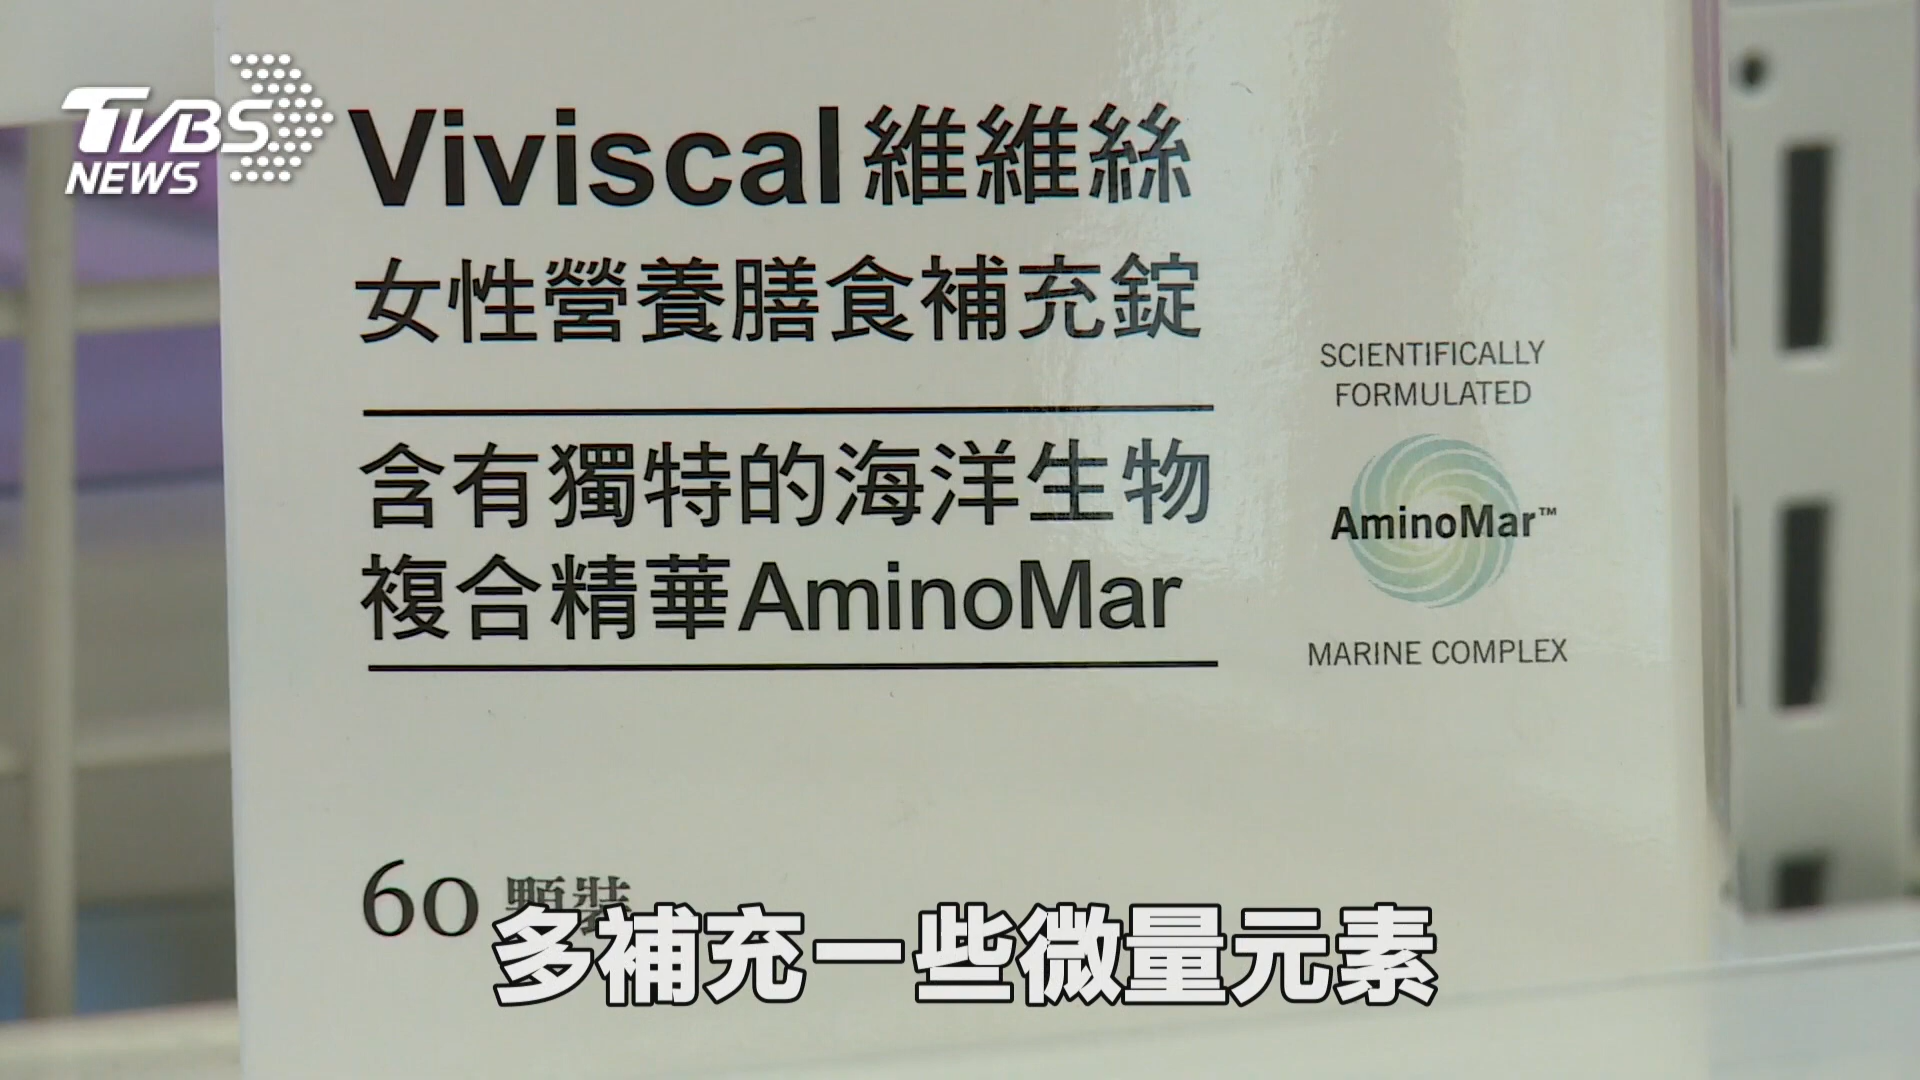 TVBS
NEWS
Viviscal維維絲
女性營養膳食補充錠
含有獨特的海洋生物
複合精華AminoMar
SCIENTIFICALLY
FORMULATED
AminoMar™
MARINE COMPLEX
60 顆裝
多補充一些微量元素